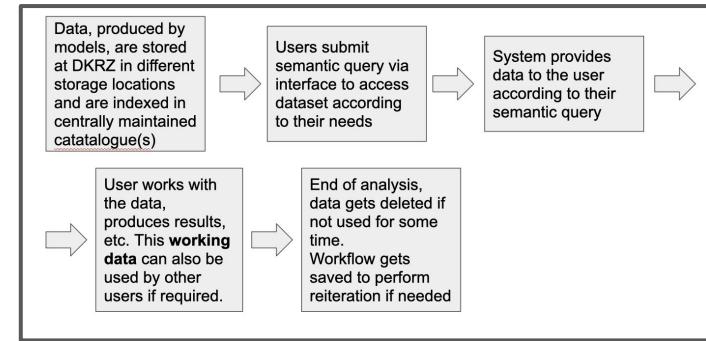 Data, produced by
models, are stored
at DKRZ in different
storage locations
and are indexed in
centrally maintained
catatalogue(s)
Users submit
semantic query via
interface to access
dataset according
to their needs
System provides
data to the user
according to their
semantic query
User works with
the data,
produces results,
etc. This working
data can also be
used by other
users if required.
End of analysis,
data gets deleted if
not used for some
time.
Workflow gets
saved to perform
reiteration if needed